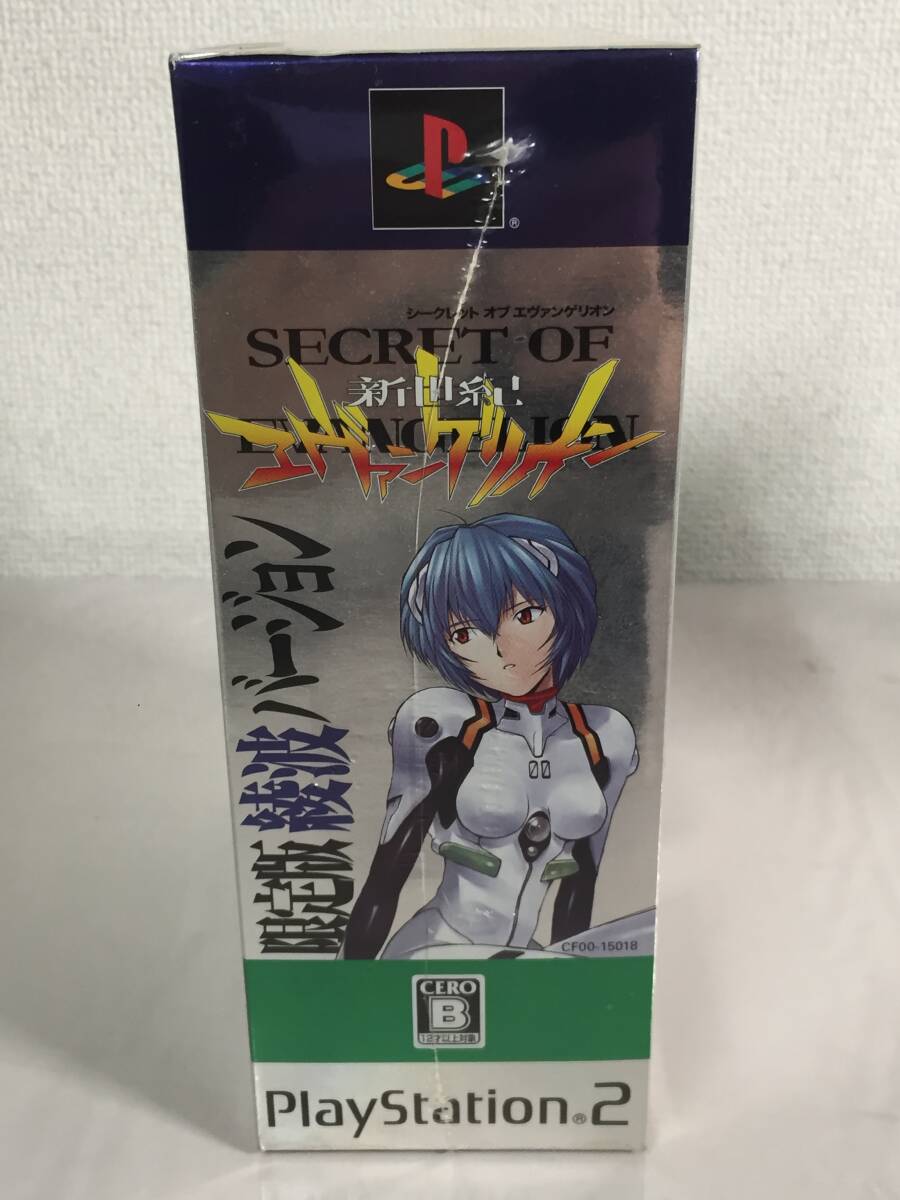 ®
シークレット オブ エヴァンゲリオン
SECRET OF
新世紀
EVANGELION
ヱヴァンゲリオン
限定版 綾波バージョン
00
CF00-15018
CERO
B
12才以上対象
PlayStation®2